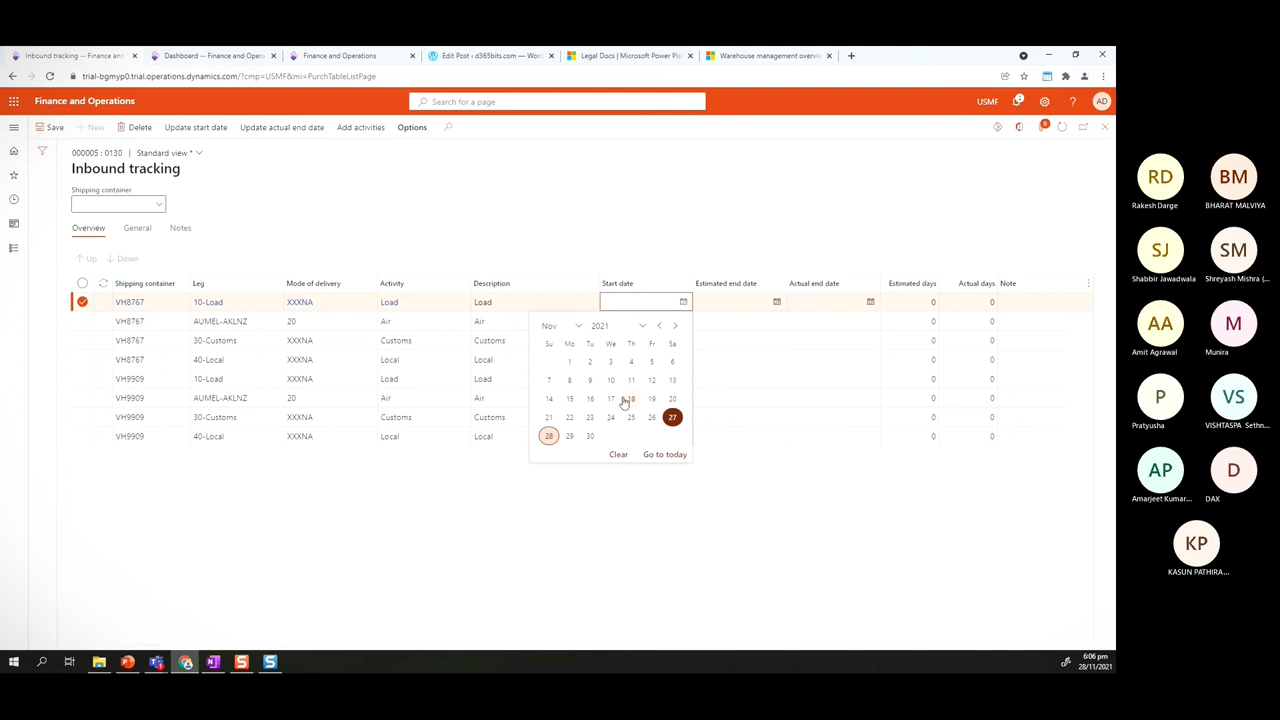 Inbound tracking -- Finance and
Dashboard -- Finance and Opera
Finance and Operations
Edit Post ‹ d365bits.com — Wor
Legal Docs | Microsoft Power Pla
Warehouse management overvie
trial-bgmyp0.trial.operations.dynamics.com/?cmp=USMF&mi=PurchTableListPage
Finance and Operations
Search for a page
USMF
AD
Save
New
Delete
Update start date
Update actual end date
Add activities
Options
0
000005 : 0130
Standard view *
Inbound tracking
Shipping container
Overview
General
Notes
Up
Down
Shipping container Leg Mode of delivery Activity Description Start date Estimated end date Actual end date Estimated days Actual days Note
VH8767 10-Load XXXNA Load Load 0 0
VH8767 AUMEL-AKLNZ 20 Air Air 0 0
VH8767 30-Customs XXXNA Customs Customs 0 0
VH8767 40-Local XXXNA Local Local 0 0
VH9909 10-Load XXXNA Load Load 0 0
VH9909 AUMEL-AKLNZ 20 Air Air 0 0
VH9909 30-Customs XXXNA Customs Customs 0 0
VH9909 40-Local XXXNA Local Local 0 0
Nov 2021
Su Mo Tu We Th Fr Sa
1 2 3 4 5 6
7 8 9 10 11 12 13
14 15 16 17 18 19 20
21 22 23 24 25 26 27
28 29 30
Clear Go to today
RD
Rakesh Darge
BM
BHARAT MALVIYA
SJ
Shabbir Jawadwala
SM
Shreyash Mishra (...
AA
Amit Agrawal
M
Munira
P
Pratyusha
VS
VISHTASPA Sethn...
AP
Amarjeet Kumar...
D
DAX
KP
KASUN PATHIRA...
6:06 pm
28/11/2021